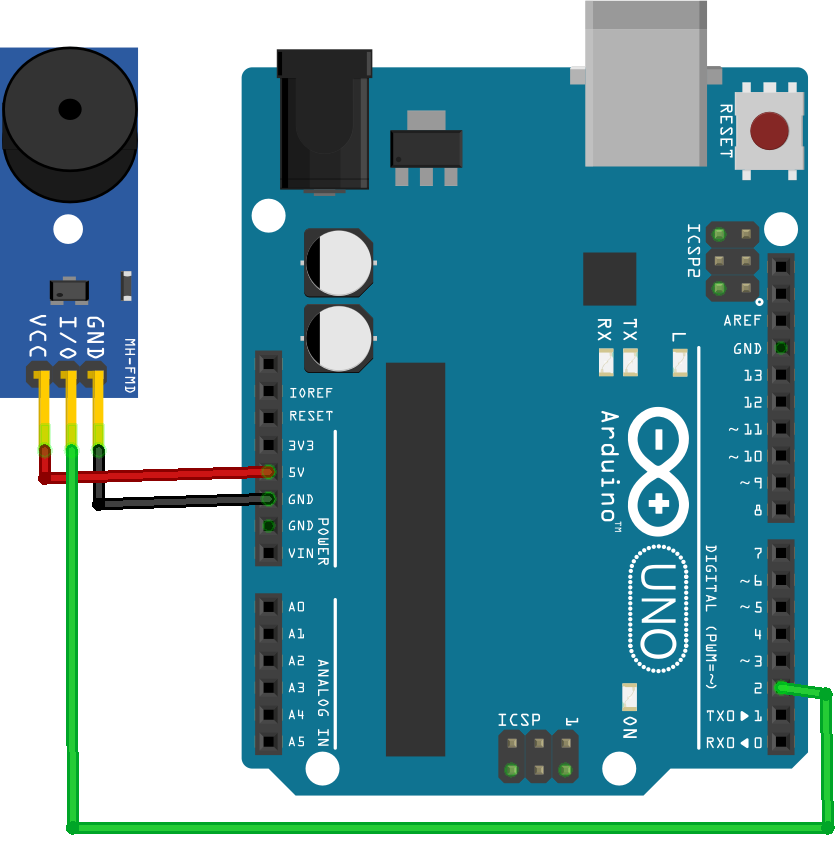 VCC
I/O
GND
MH-FMD
RESET
ICSP2
IOREF
RESET
3V3
5V
GND
GND
VIN
POWER
A0
A1
A2
A3
A4
A5
ANALOG IN
RX
TX
L
Arduino™
UNO
ON
ICSP
1
AREF
GND
13
12
~11
~10
~9
8
7
~6
~5
4
~3
2
TX0▶1
RX0◀0
DIGITAL (PWM=~)